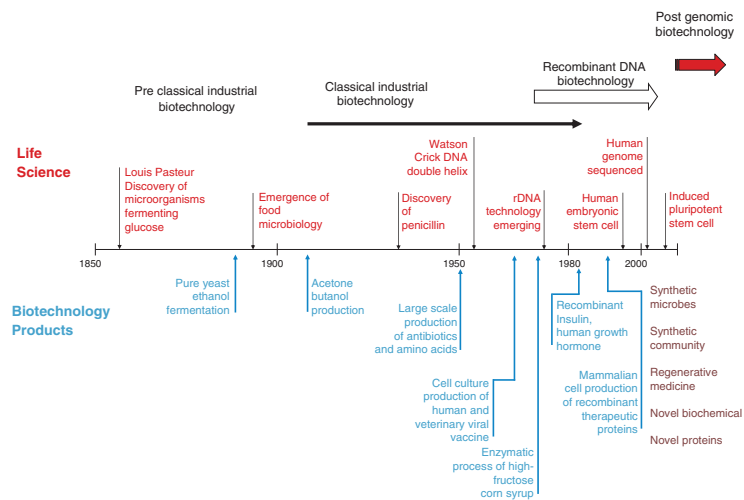 Post genomic
biotechnology
Recombinant DNA
biotechnology
Classical industrial
biotechnology
Pre classical industrial
biotechnology
Life
Science
Louis Pasteur
Discovery of
microorganisms
fermenting
glucose
Emergence of
food
microbiology
Discovery
of
penicillin
Watson
Crick DNA
double helix
rDNA
technology
emerging
Human
embryonic
stem cell
Human
genome
sequenced
Induced
pluripotent
stem cell
1850
1900
1950
1980
2000
Biotechnology
Products
Pure yeast
ethanol
fermentation
Acetone
butanol
production
Large scale
production
of antibiotics
and amino acids
Cell culture
production of
human and
veterinary viral
vaccine
Enzymatic
process of high-
fructose
corn syrup
Recombinant
Insulin,
human growth
hormone
Mammalian
cell production
of recombinant
therapeutic
proteins
Synthetic
microbes
Synthetic
community
Regenerative
medicine
Novel biochemical
Novel proteins